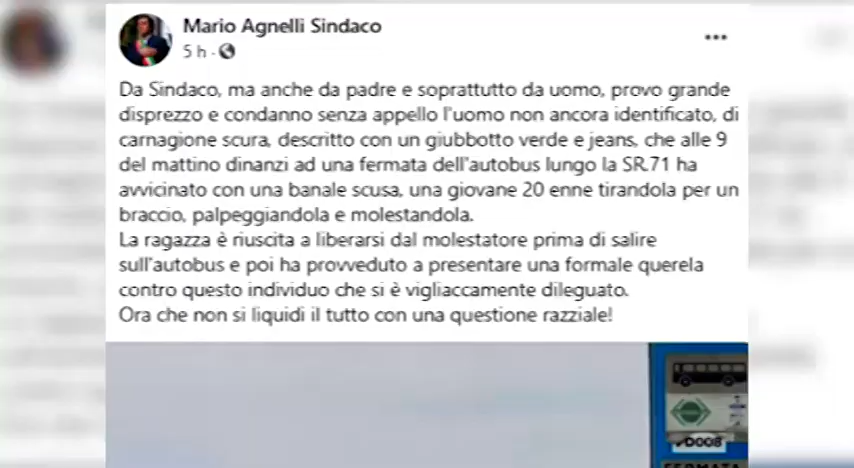 Mario Agnelli Sindaco
5 h ·
Da Sindaco, ma anche da padre e soprattutto da uomo, provo grande
disprezzo e condanno senza appello l'uomo non ancora identificato, di
carnagione scura, descritto con un giubbotto verde e jeans, che alle 9
del mattino dinanzi ad una fermata dell'autobus lungo la SR.71 ha
avvicinato con una banale scusa, una giovane 20 enne tirandola per un
braccio, palpeggiandola e molestandola.
La ragazza è riuscita a liberarsi dal molestatore prima di salire
sull'autobus e poi ha provveduto a presentare una formale querela
contro questo individuo che si è vigliaccamente dileguato.
Ora che non si liquidi il tutto con una questione razziale!
D008
FERMATA